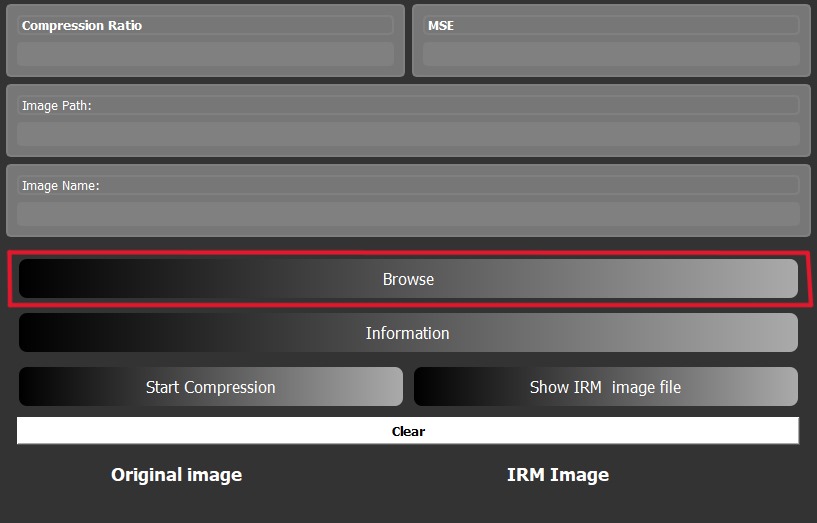 Compression Ratio
MSE
Image Path:
Image Name:
Browse
Information
Start Compression
Show IRM  image file
Clear
Original image
IRM Image